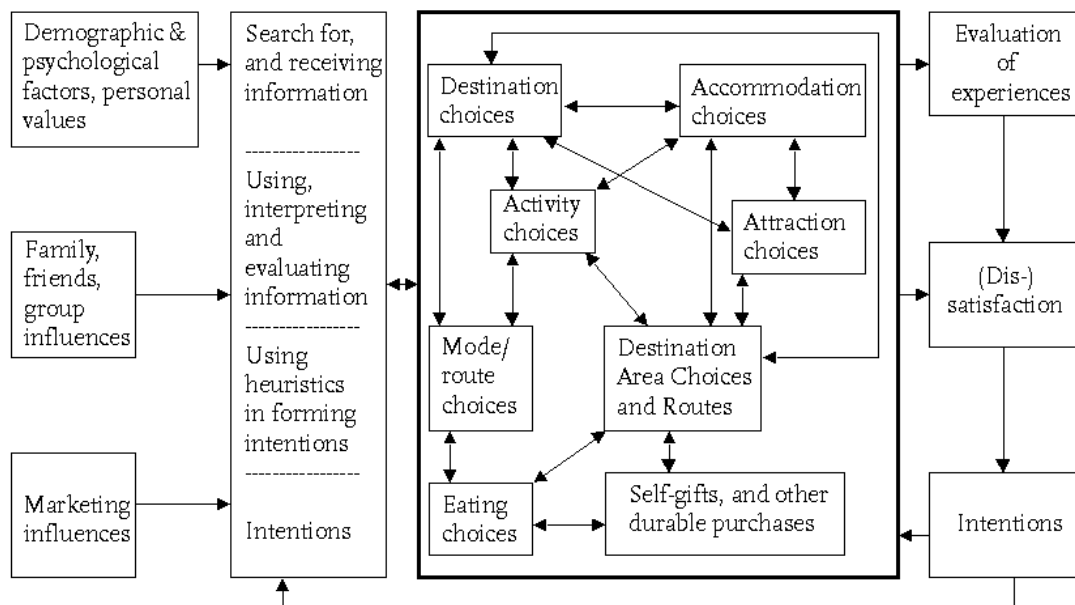 Demographic &
psychological
factors, personal
values
Family,
friends,
group
influences
Marketing
influences
Search for,
and receiving
information
-----------------
Using,
interpreting
and
evaluating
information
-----------------
Using
heuristics
in forming
intentions
-----------------
Intentions
Destination
choices
Accommodation
choices
Activity
choices
Attraction
choices
Mode/
route
choices
Destination
Area Choices
and Routes
Eating
choices
Self-gifts, and other
durable purchases
Evaluation
of
experiences
(Dis-)
satisfaction
Intentions